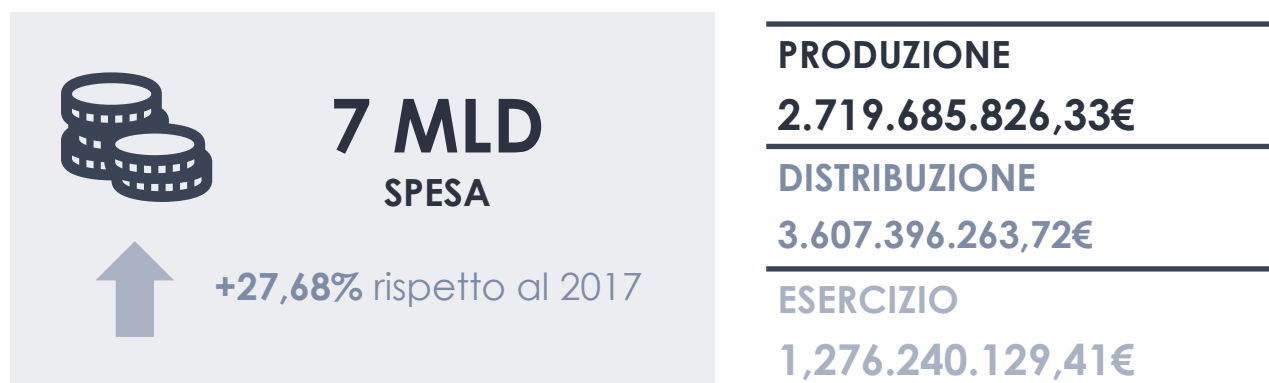 7 MLD
SPESA
+27,68% rispetto al 2017
PRODUZIONE
2.719.685.826,33€
DISTRIBUZIONE
3.607.396.263,72€
ESERCIZIO
1,276.240.129,41€